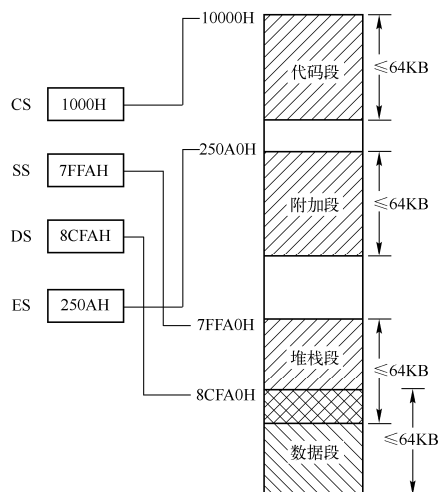 10000H
代码段
≤64KB
CS 1000H
250A0H
SS 7FFAH
附加段
≤64KB
DS 8CFAH
ES 250AH
7FFA0H
堆栈段
≤64KB
8CFA0H
≤64KB
数据段